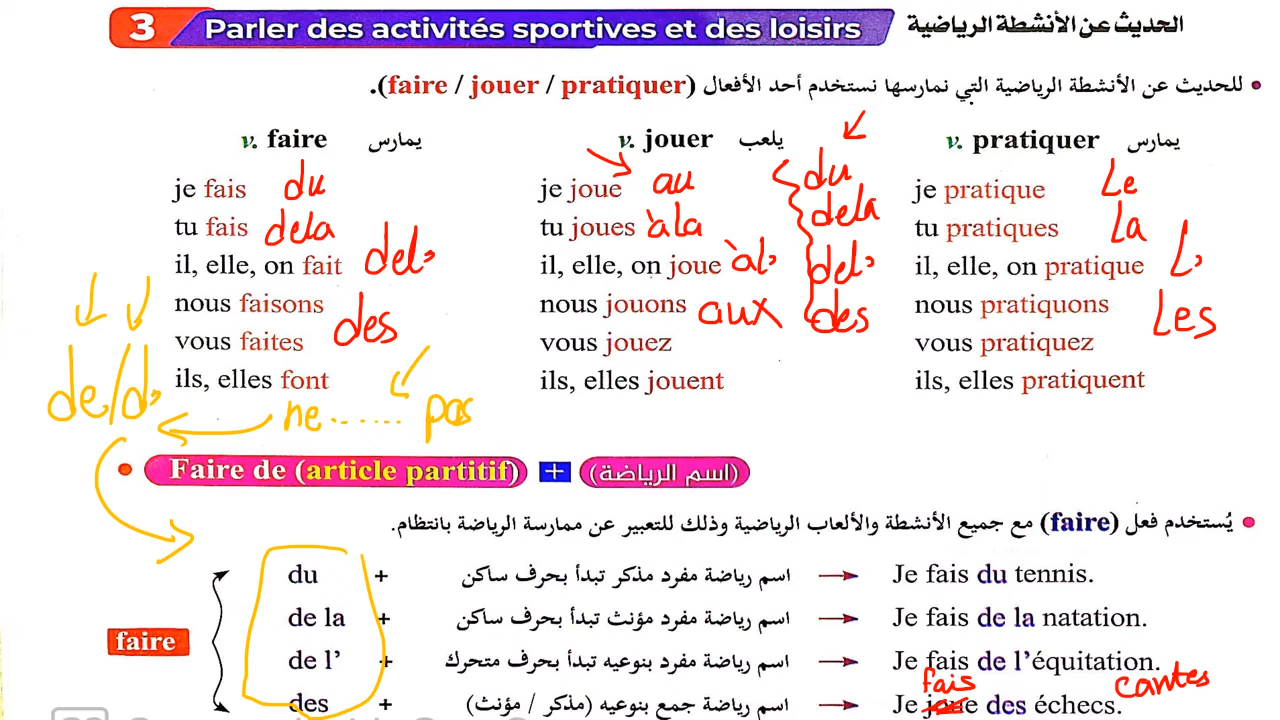 3 Parler des activités sportives et des loisirs الحديث عن الأنشطة الرياضية
• للحديث عن الأنشطة الرياضية التي نمارسها نستخدم أحد الأفعال (faire / jouer / pratiquer).
v. faire يمارس
je fais du
tu fais dela
il, elle, on fait del'
nous faisons
vous faites des
ils, elles font
v. jouer يلعب
je joue au du
tu joues àla dela
il, elle, on joue àl' del'
nous jouons aux des
vous jouez
ils, elles jouent
v. pratiquer يمارس
je pratique Le
tu pratiques La
il, elle, on pratique L'
nous pratiquons Les
vous pratiquez
ils, elles pratiquent
de/d' ne ...... pas
• Faire de (article partitif) + (اسم الرياضة)
• يُستخدم فعل (faire) مع جميع الأنشطة والألعاب الرياضية وذلك للتعبير عن ممارسة الرياضة بانتظام.
faire
du + اسم رياضة مفرد مذكر تبدأ بحرف ساكن → Je fais du tennis.
de la + اسم رياضة مفرد مؤنث تبدأ بحرف ساكن → Je fais de la natation.
de l' + اسم رياضة مفرد بنوعيه تبدأ بحرف متحرك → Je fais de l'équitation.
fais cantes
des + اسم رياضة جمع بنوعيه (مذكر / مؤنث) → Je joue des échecs.